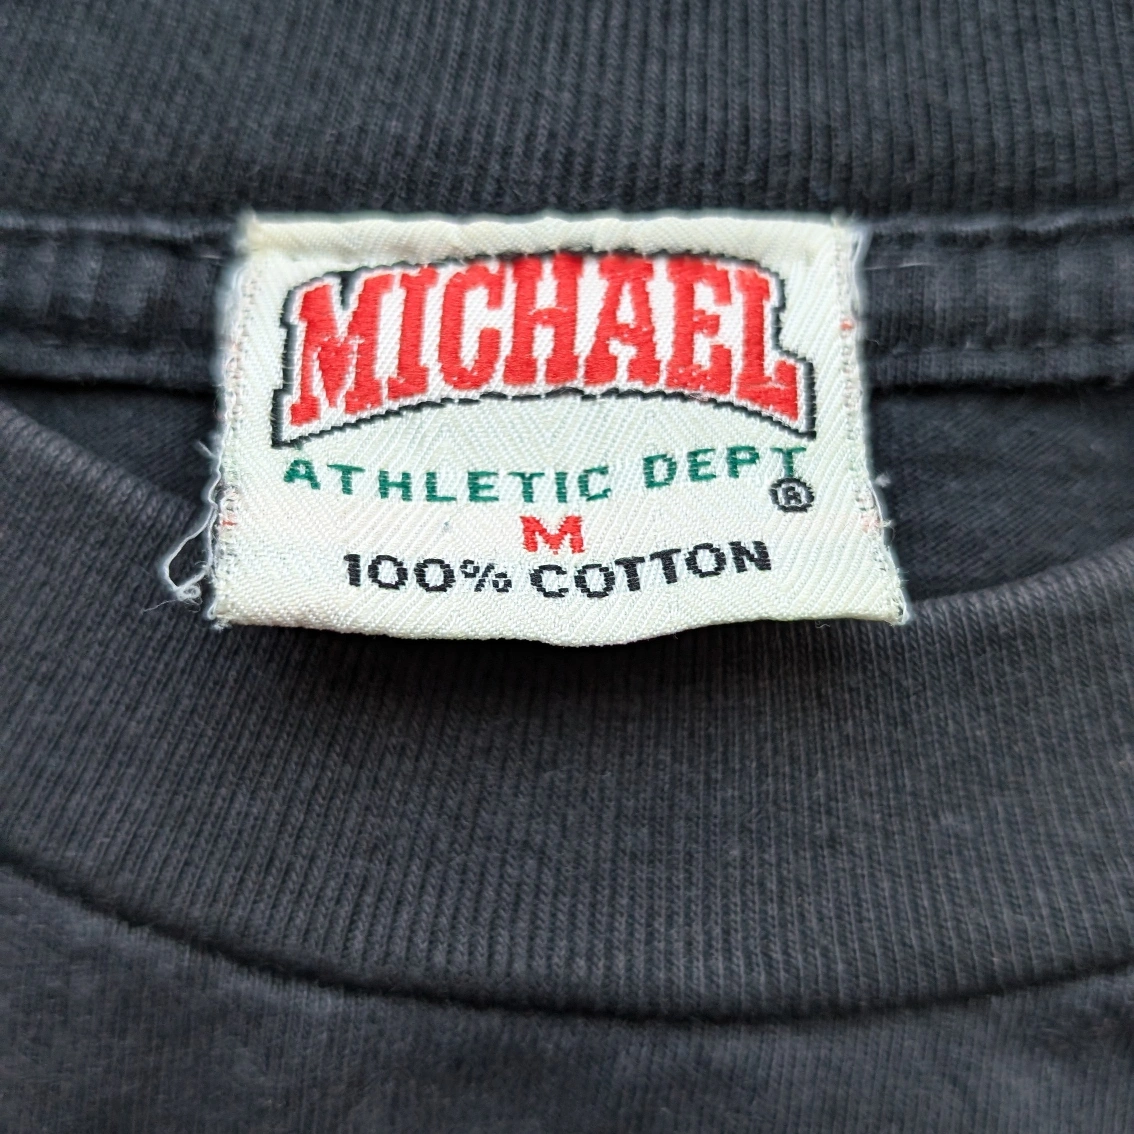 MICHAEL
ATHLETIC DEPT
®
M
100% COTTON